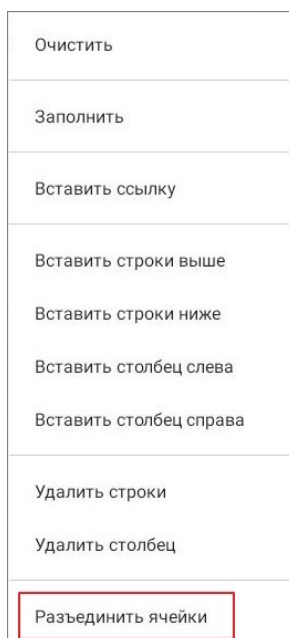 Очистить
Заполнить
Вставить ссылку
Вставить строки выше
Вставить строки ниже
Вставить столбец слева
Вставить столбец справа
Удалить строки
Удалить столбец
Разъединить ячейки